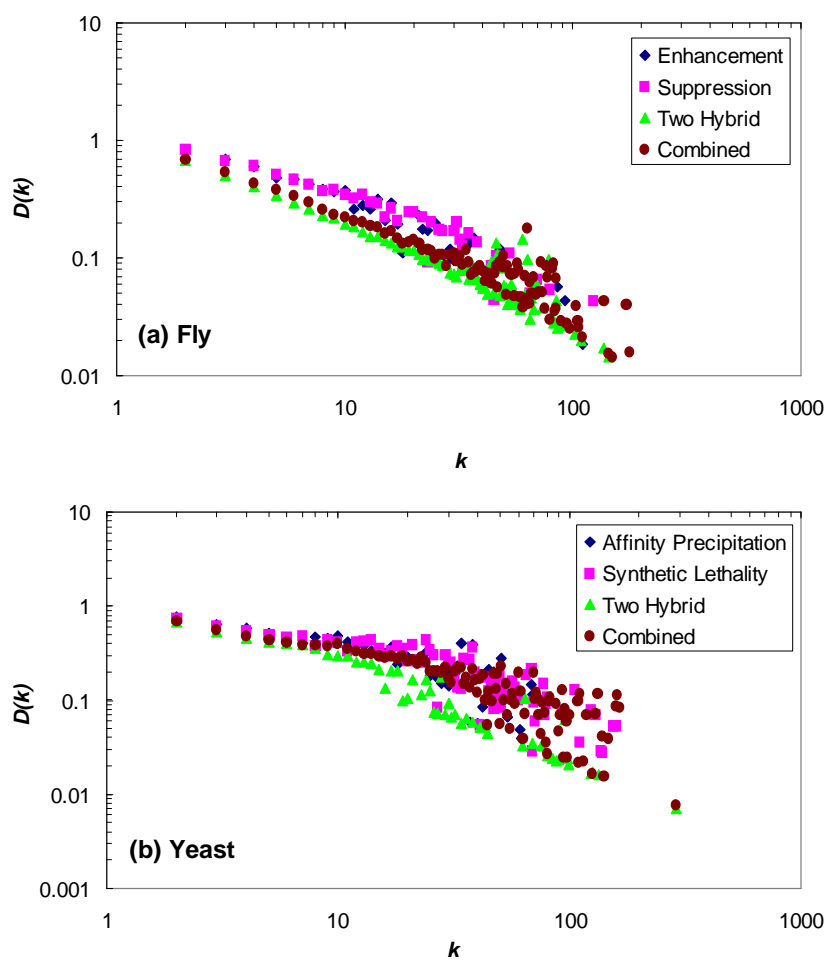 10
1
0.1
0.01
D(k)
Enhancement
Suppression
Two Hybrid
Combined
(a) Fly
1 10 100 1000
k
10
1
0.1
0.01
0.001
D(k)
Affinity Precipitation
Synthetic Lethality
Two Hybrid
Combined
(b) Yeast
1 10 100 1000
k